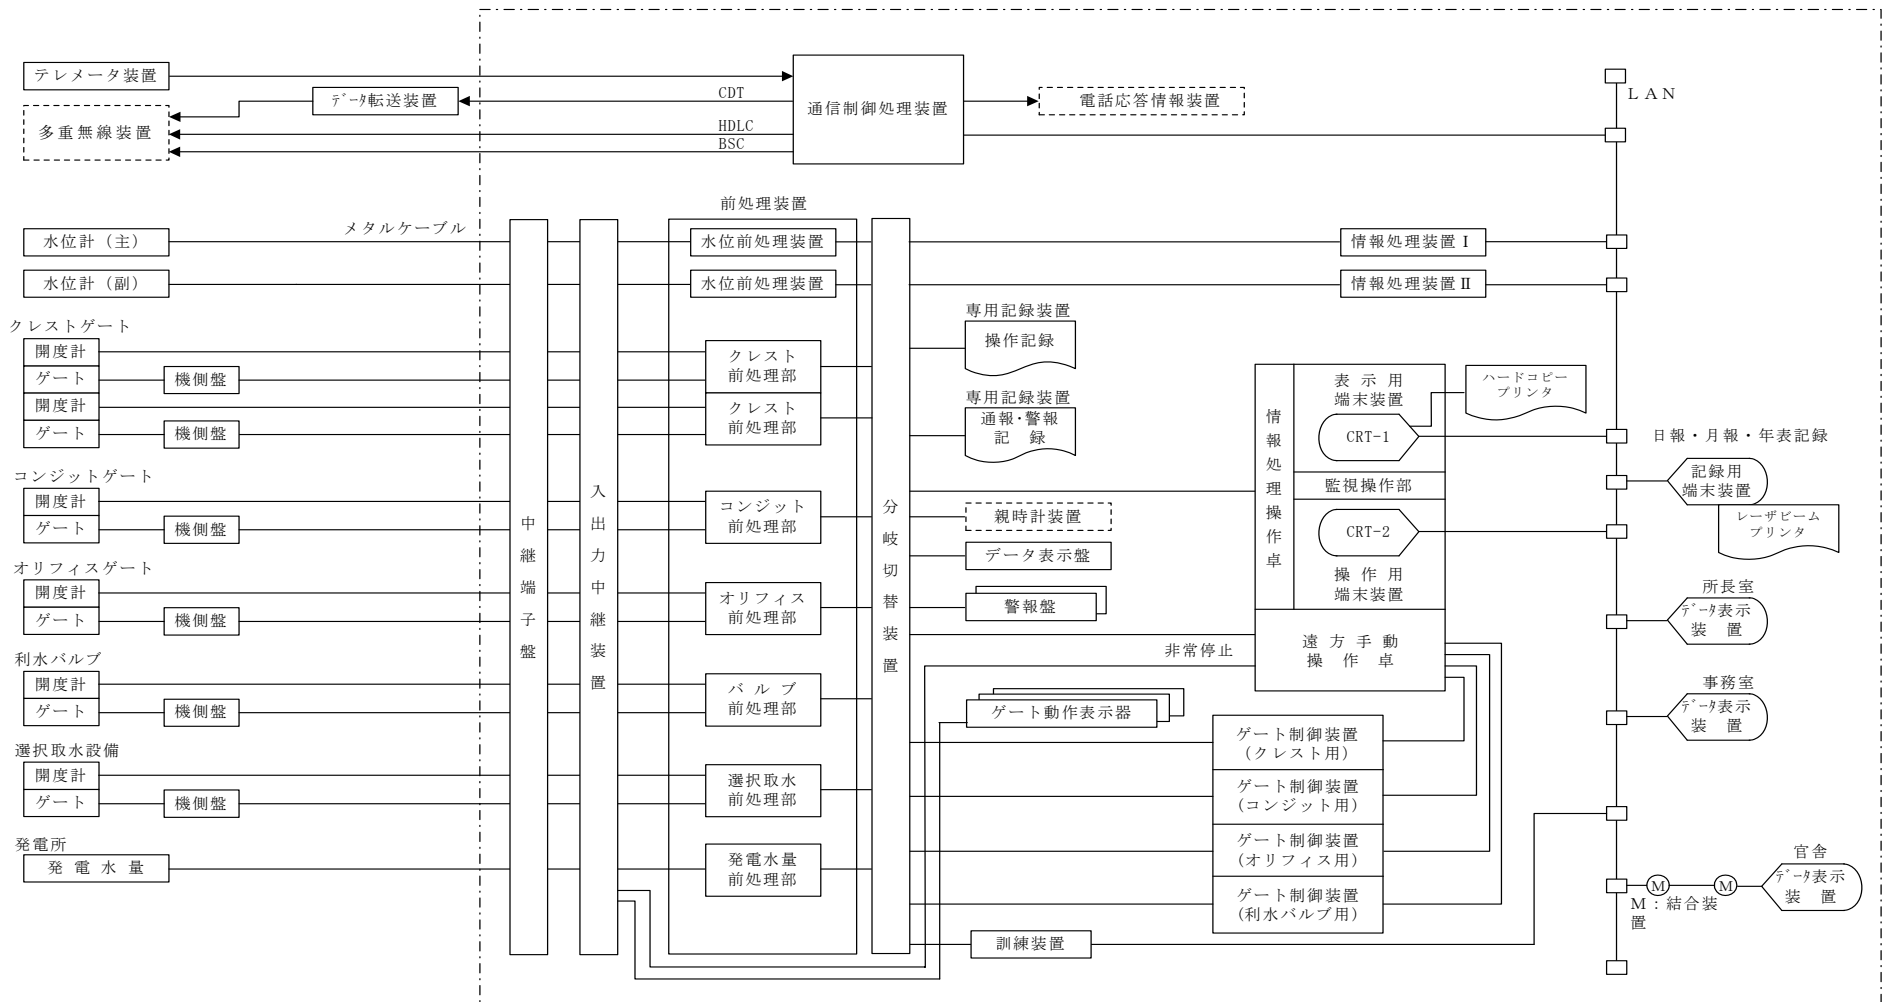 テレメータ装置
多重無線装置
データ転送装置
CDT
HDLC
BSC
通信制御処理装置
電話応答情報装置
ＬＡＮ
前処理装置
メタルケーブル
水位計（主）
水位前処理装置
情報処理装置Ⅰ
水位計（副）
水位前処理装置
情報処理装置Ⅱ
中継端子盤
入出力中継装置
分岐切替装置
クレストゲート
開度計
ゲート
機側盤
開度計
ゲート
機側盤
クレスト
前処理部
クレスト
前処理部
コンジットゲート
開度計
ゲート
機側盤
コンジット
前処理部
オリフィスゲート
開度計
ゲート
機側盤
オリフィス
前処理部
利水バルブ
開度計
ゲート
機側盤
バルブ
前処理部
選択取水設備
開度計
ゲート
機側盤
選択取水
前処理部
発電所
発電水量
発電水量
前処理部
専用記録装置
操作記録
専用記録装置
通報・警報
記録
親時計装置
データ表示盤
警報盤
非常停止
ゲート動作表示器
情報処理操作卓
表示用
端末装置
CRT-1
監視操作部
CRT-2
操作用
端末装置
遠方手動
操作卓
ハードコピー
プリンタ
ゲート制御装置
(クレスト用)
ゲート制御装置
(コンジット用)
ゲート制御装置
(オリフィス用)
ゲート制御装置
(利水バルブ用)
訓練装置
日報・月報・年表記録
記録用
端末装置
レーザビーム
プリンタ
所長室
データ表示
装置
事務室
データ表示
装置
官舎
データ表示
装置
M
M
M：結合装
置